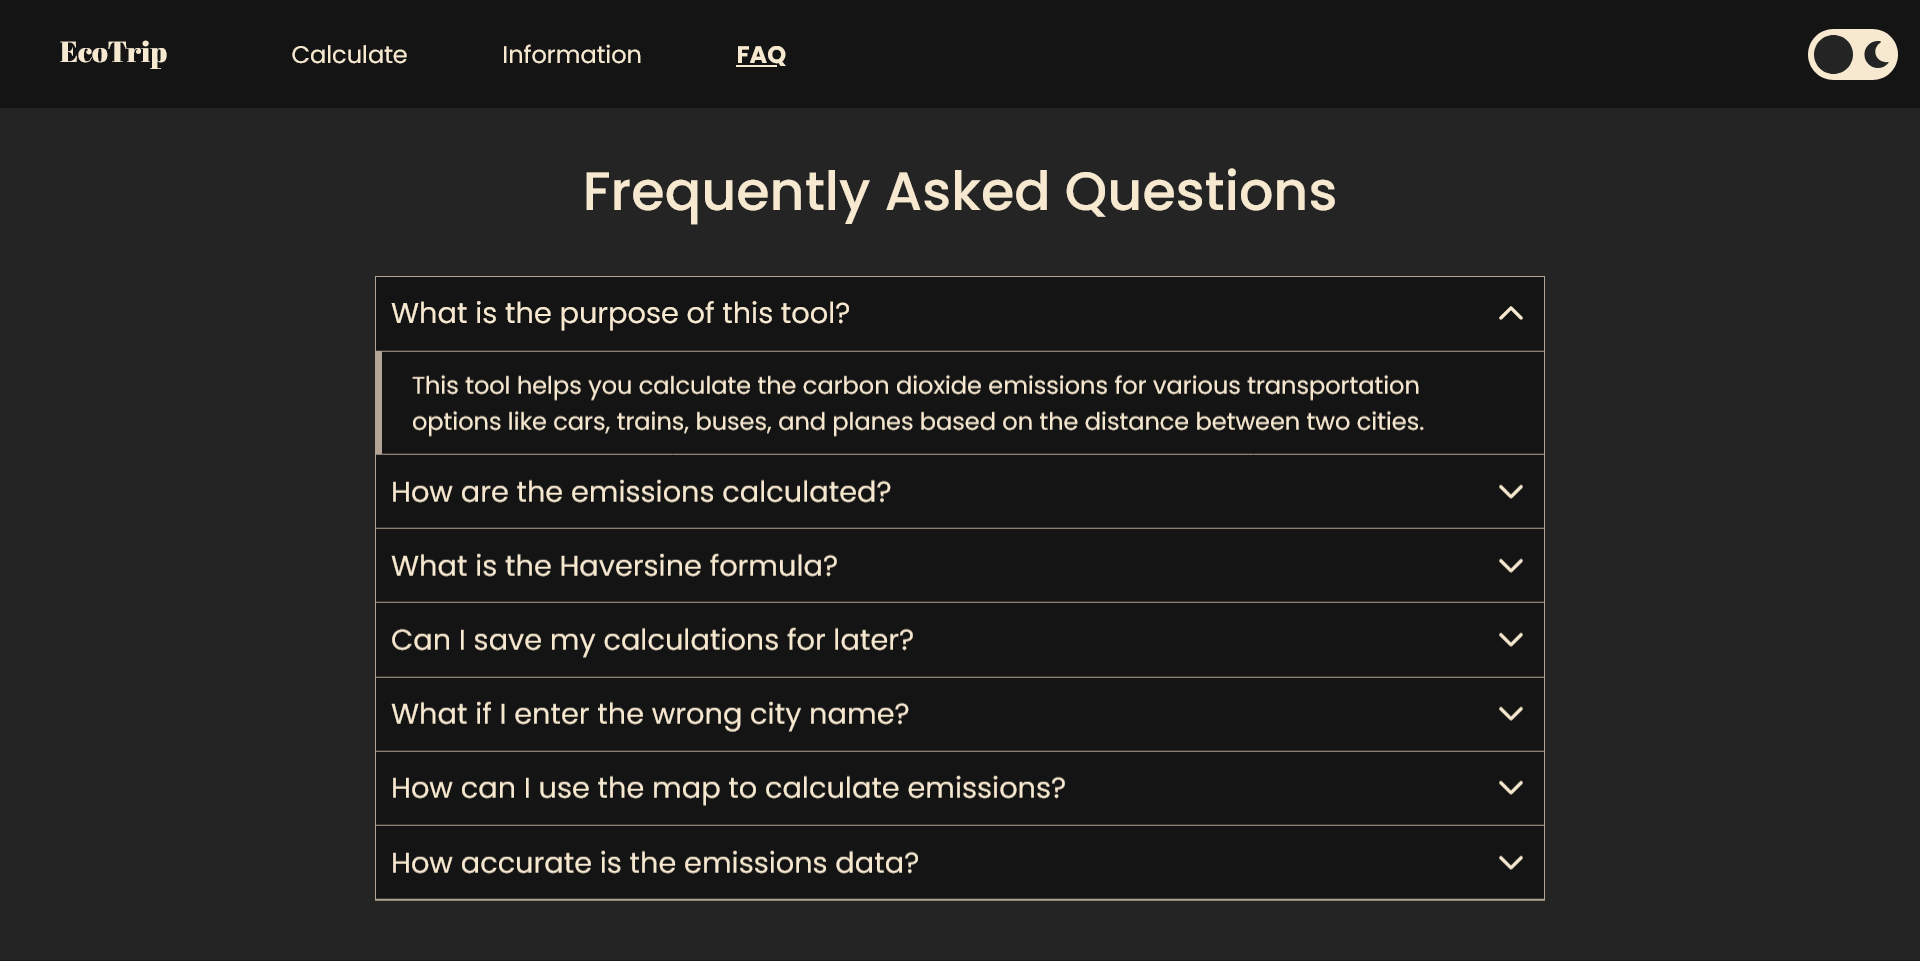 EcoTrip
Calculate
Information
FAQ
Frequently Asked Questions
What is the purpose of this tool?
This tool helps you calculate the carbon dioxide emissions for various transportation
options like cars, trains, buses, and planes based on the distance between two cities.
How are the emissions calculated?
What is the Haversine formula?
Can I save my calculations for later?
What if I enter the wrong city name?
How can I use the map to calculate emissions?
How accurate is the emissions data?